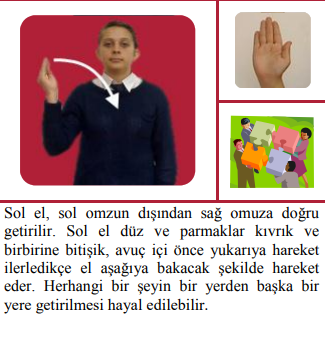 Sol el, sol omzun dışından sağ omuza doğru
getirilir. Sol el düz ve parmaklar kıvrık ve
birbirine bitişik, avuç içi önce yukarıya hareket
ilerledikçe el aşağıya bakacak şekilde hareket
eder. Herhangi bir şeyin bir yerden başka bir
yere getirilmesi hayal edilebilir.